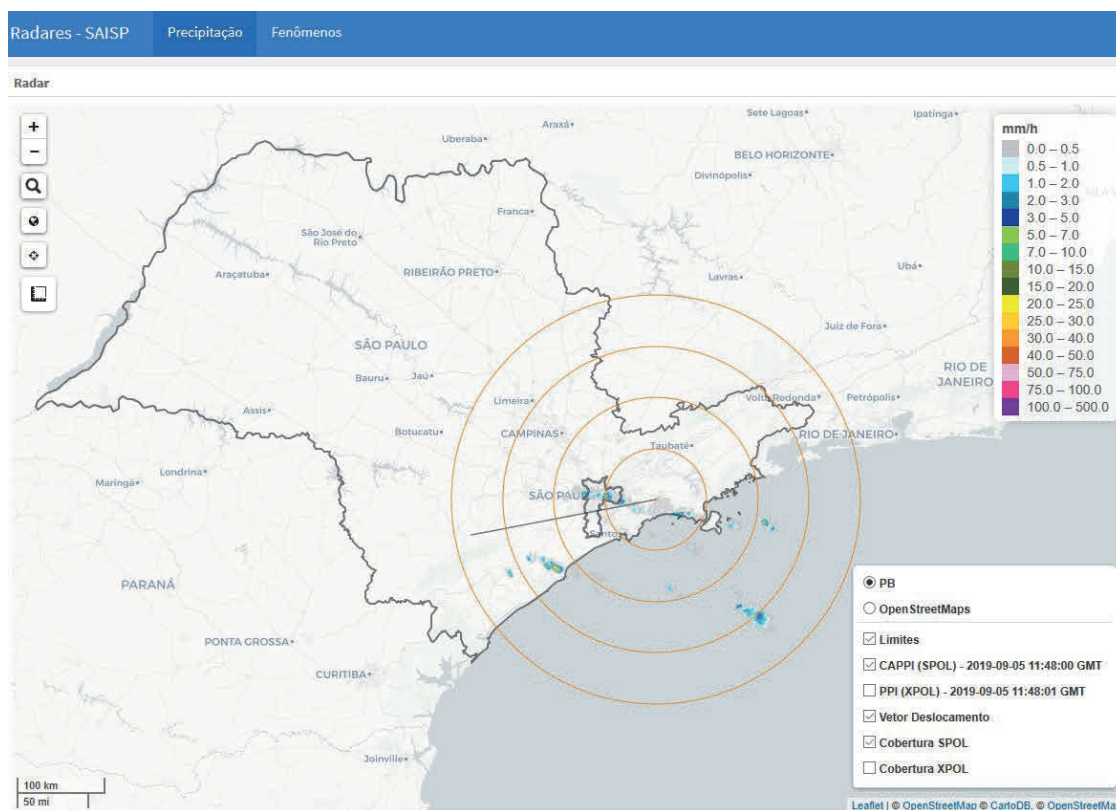 Radares - SAISP Precipitação Fenômenos
Radar
+
−
Sete Lagoas
Ipatinga
Araxá
Uberaba
BELO HORIZONTE
Divinópolis
Franca
São José do
Rio Preto
Araçatuba
RIBEIRÃO PRETO
Lavras
Ubá
Juiz de Fora
SÃO PAULO
Bauru
Jaú
RIO DE
JANEIRO
Limeira
Volta Redonda
Petrópolis
Assis
Botucatu
CAMPINAS
RIO DE JANEIRO
Taubaté
Londrina
Maringá
SÃO PAU
Santos
PARANÁ
PONTA GROSSA
CURITIBA
Joinville
mm/h
0.0 – 0.5
0.5 – 1.0
1.0 – 2.0
2.0 – 3.0
3.0 – 5.0
5.0 – 7.0
7.0 – 10.0
10.0 – 15.0
15.0 – 20.0
20.0 – 25.0
25.0 – 30.0
30.0 – 40.0
40.0 – 50.0
50.0 – 75.0
75.0 – 100.0
100.0 – 500.0
PB
OpenStreetMaps
Limites
CAPPI (SPOL) - 2019-09-05 11:48:00 GMT
PPI (XPOL) - 2019-09-05 11:48:01 GMT
Vetor Deslocamento
Cobertura SPOL
Cobertura XPOL
100 km
50 mi
Leaflet | © OpenStreetMap © CartoDB, © OpenStreetMa